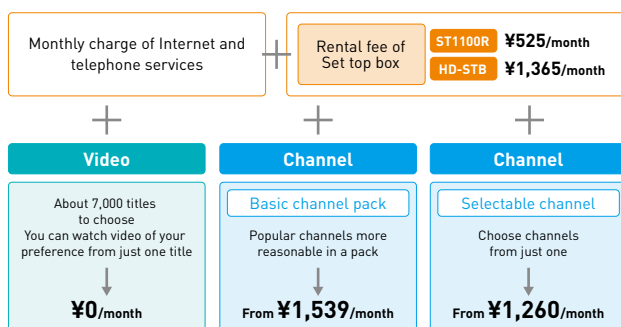 Monthly charge of Internet and
telephone services
Rental fee of
Set top box
ST1100R ¥525/month
HD-STB ¥1,365/month
Video
About 7,000 titles
to choose
You can watch video of your
preference from just one title
¥0/month
Channel
Basic channel pack
Popular channels more
reasonable in a pack
From ¥1,539/month
Channel
Selectable channel
Choose channels
from just one
From ¥1,260/month